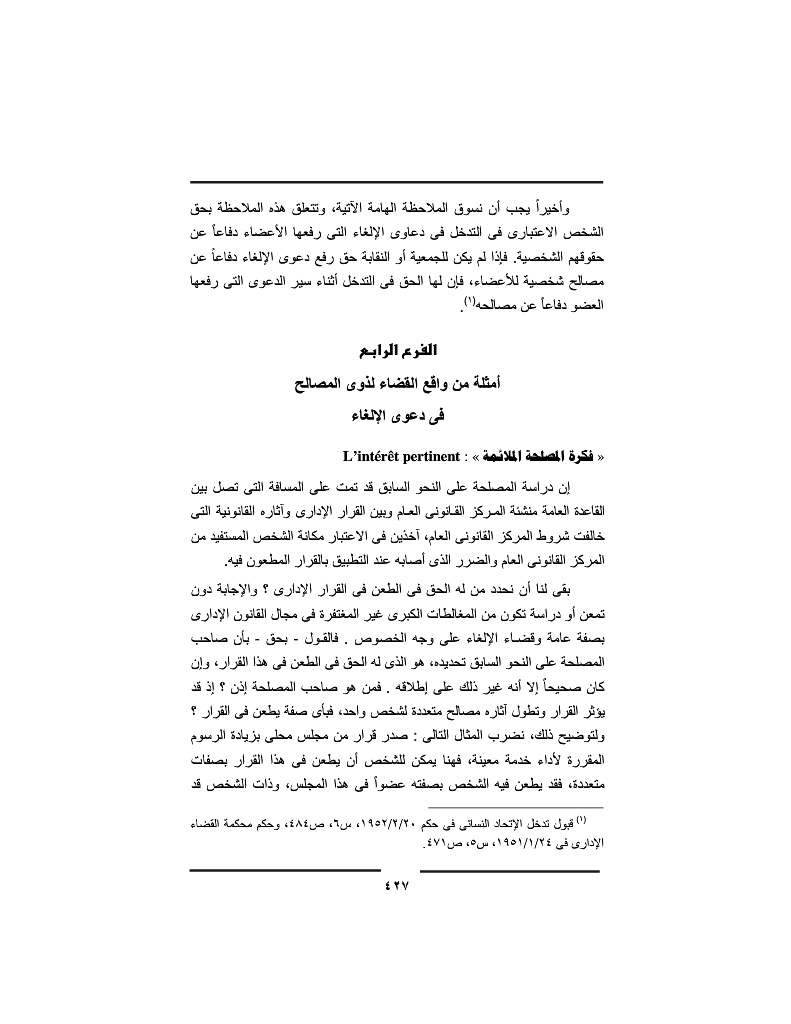 وأخيراً يجب أن نسوق الملاحظة الهامة الآتية، وتتعلق هذه الملاحظة بحق
الشخص الاعتبارى فى التدخل فى دعاوى الإلغاء التى رفعها الأعضاء دفاعاً عن
حقوقهم الشخصية. فإذا لم يكن للجمعية أو النقابة حق رفع دعوى الإلغاء دفاعاً عن
مصالح شخصية للأعضاء، فإن لها الحق فى التدخل أثناء سير الدعوى التى رفعها
العضو دفاعاً عن مصالحه(١).
الفرع الرابع
أمثلة من واقع القضاء لذوى المصالح
فى دعوى الإلغاء
« فكرة المصلحة الملائمة » : L'intérêt pertinent
إن دراسة المصلحة على النحو السابق قد تمت على المسافة التى تصل بين
القاعدة العامة منشئة المركز القانونى العام وبين القرار الإدارى وآثاره القانونية التى
خالفت شروط المركز القانونى العام، آخذين فى الاعتبار مكانة الشخص المستفيد من
المركز القانونى العام والضرر الذى أصابه عند التطبيق بالقرار المطعون فيه.
بقى لنا أن نحدد من له الحق فى الطعن فى القرار الإدارى ؟ والإجابة دون
تمعن أو دراسة تكون من المغالطات الكبرى غير المغتفرة فى مجال القانون الإدارى
بصفة عامة وقضاء الإلغاء على وجه الخصوص . فالقول - بحق - بأن صاحب
المصلحة على النحو السابق تحديده، هو الذى له الحق فى الطعن فى هذا القرار، وإن
كان صحيحاً إلا أنه غير ذلك على إطلاقه . فمن هو صاحب المصلحة إذن ؟ إذ قد
يؤثر القرار وتطول آثاره مصالح متعددة لشخص واحد، فبأى صفة يطعن فى القرار ؟
ولتوضيح ذلك، نضرب المثال التالى : صدر قرار من مجلس محلى بزيادة الرسوم
المقررة لأداء خدمة معينة، فهنا يمكن للشخص أن يطعن فى هذا القرار بصفات
متعددة، فقد يطعن فيه الشخص بصفته عضواً فى هذا المجلس، وذات الشخص قد
(١) قبول تدخل الإتحاد النسائى فى حكم ١٩٥٢/٢/٢٠، س٦، ص٤٨٤، وحكم محكمة القضاء
الإدارى فى ١٩٥١/١/٢٤، س٥، ص٤٧١.
٤٢٧